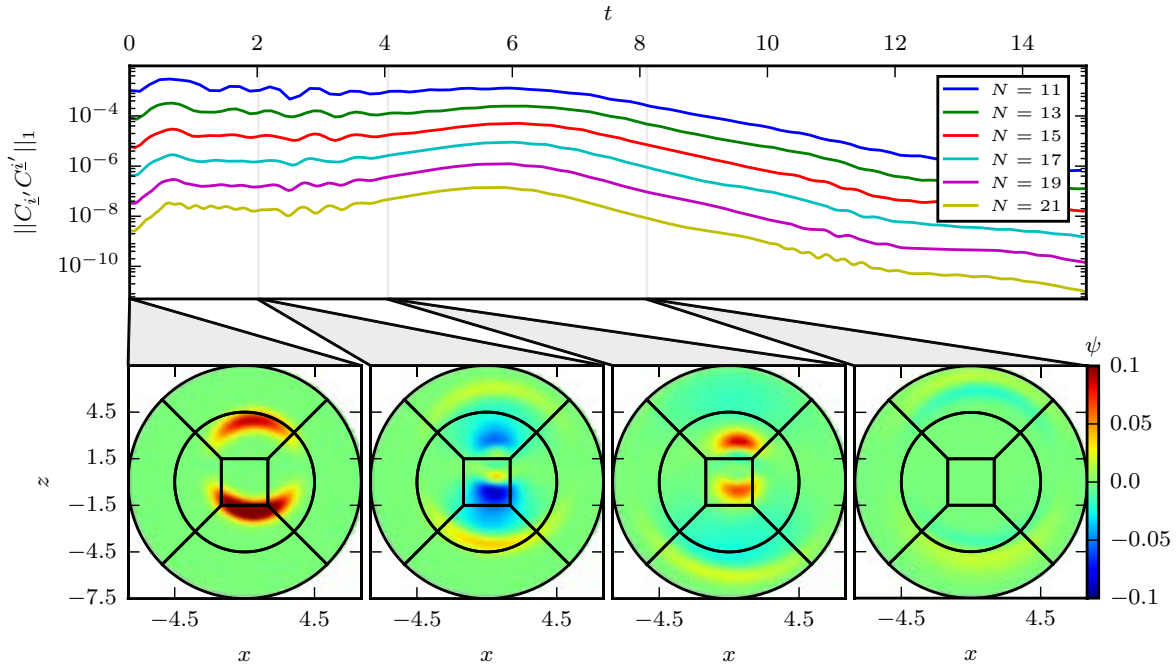 t
0 2 4 6 8 10 12 14
||C_{i'} C^{i'}||_1
10^{-4}
10^{-6}
10^{-8}
10^{-10}
N = 11
N = 13
N = 15
N = 17
N = 19
N = 21
ψ
z
4.5
1.5
−1.5
−4.5
−7.5
0.1
0.05
0.0
−0.05
−0.1
−4.5 4.5 −4.5 4.5 −4.5 4.5 −4.5 4.5
x x x x